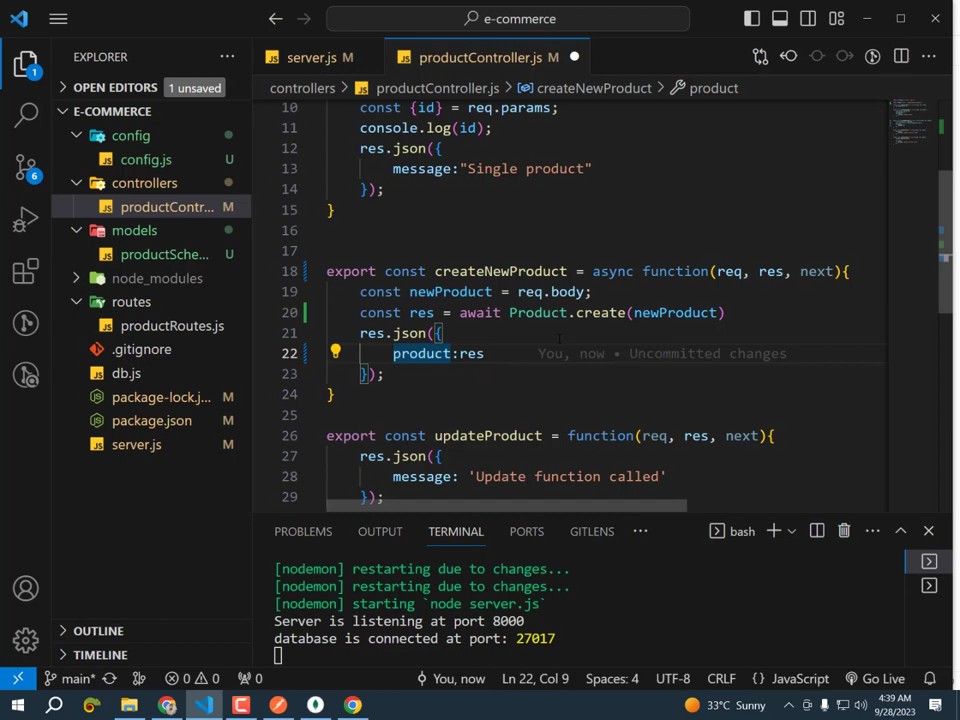 e-commerce
EXPLORER
OPEN EDITORS 1 unsaved
E-COMMERCE
config
config.js U
controllers
productContr... M
models
productSche... U
node_modules
routes
productRoutes.js
.gitignore
db.js
package-lock.j... M
package.json M
server.js M
OUTLINE
TIMELINE
1
6
server.js M
productController.js M
controllers > productController.js > createNewProduct > product
10 const {id} = req.params;
11 console.log(id);
12 res.json({
13 message:"Single product"
14 });
15 }
16
17
18 export const createNewProduct = async function(req, res, next){
19 const newProduct = req.body;
20 const res = await Product.create(newProduct)
21 res.json({
22 product:res You, now • Uncommitted changes
23 });
24 }
25
26 export const updateProduct = function(req, res, next){
27 res.json({
28 message: 'Update function called'
29 });
PROBLEMS OUTPUT TERMINAL PORTS GITLENS bash
[nodemon] restarting due to changes...
[nodemon] restarting due to changes...
[nodemon] starting `node server.js`
Server is listening at port 8000
database is connected at port: 27017
main* 0 0 0 You, now Ln 22, Col 9 Spaces: 4 UTF-8 CRLF {} JavaScript Go Live
33°C Sunny 4:39 AM
9/28/2023